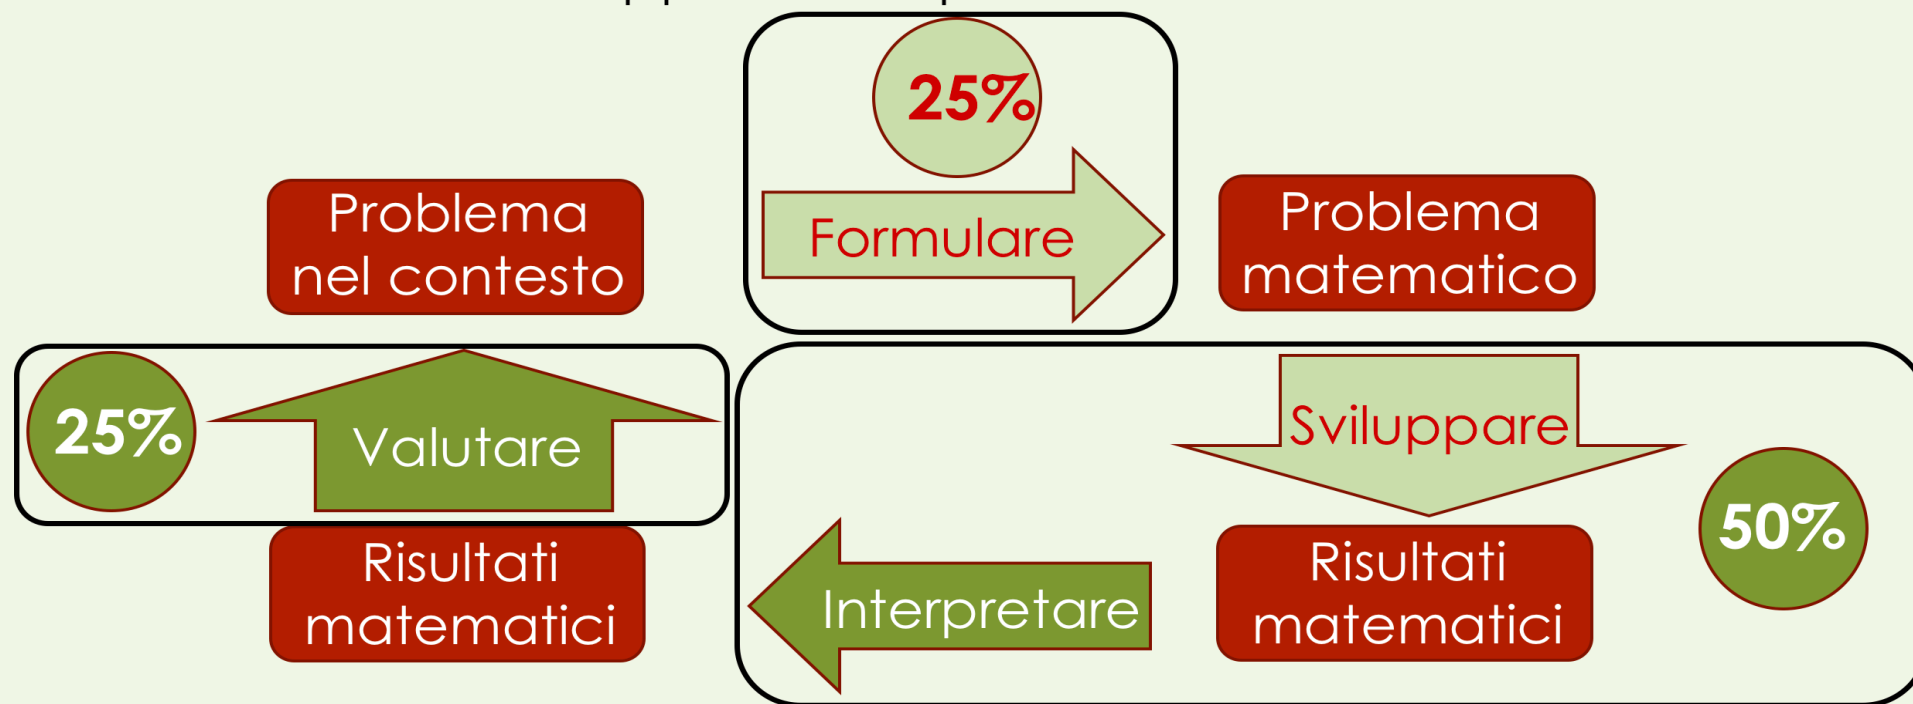 25%
Problema
nel contesto
Formulare
Problema
matematico
25%
Valutare
Sviluppare
50%
Risultati
matematici
Interpretare
Risultati
matematici